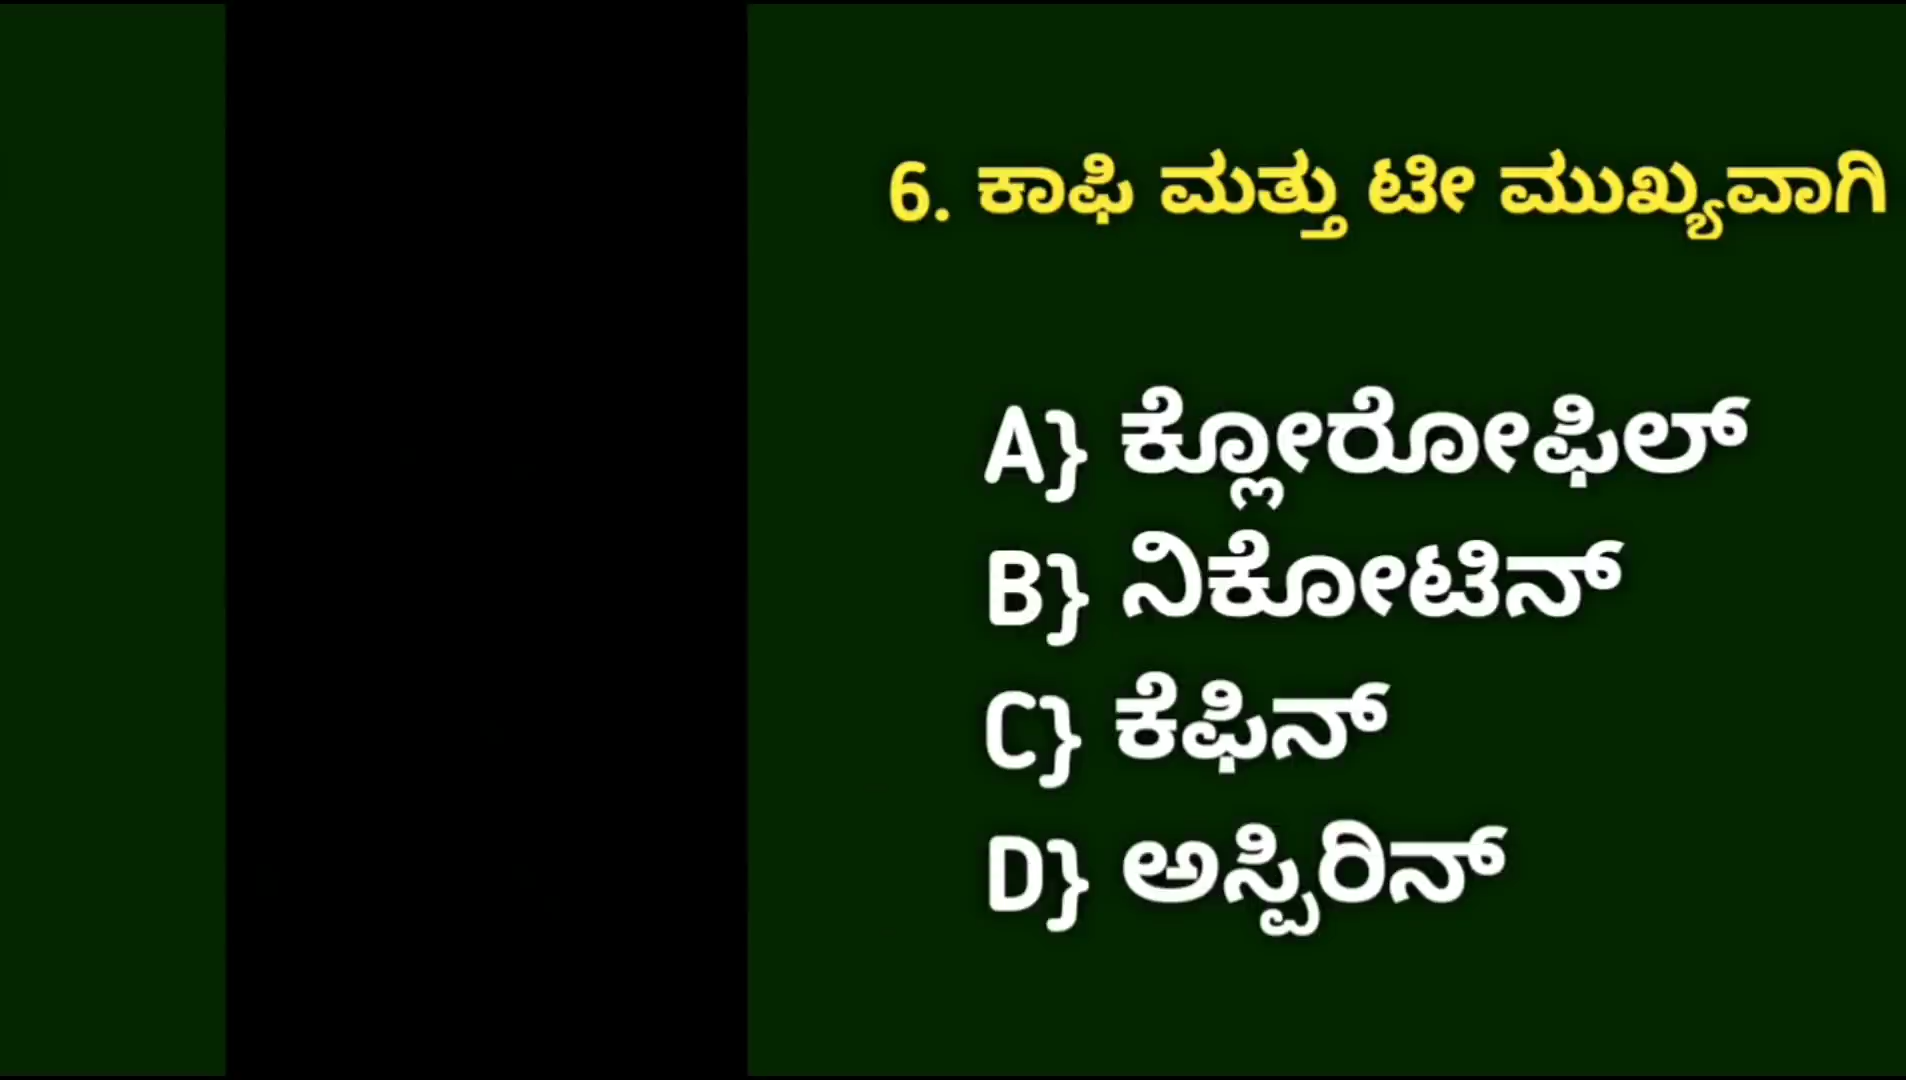 6. ಕಾಫಿ ಮತ್ತು ಟೀ ಮುಖ್ಯವಾಗಿ
A} ಕ್ಲೋರೋಫಿಲ್
B} ನಿಕೋಟಿನ್
C} ಕೆಫಿನ್
D} ಅಸ್ಪಿರಿನ್